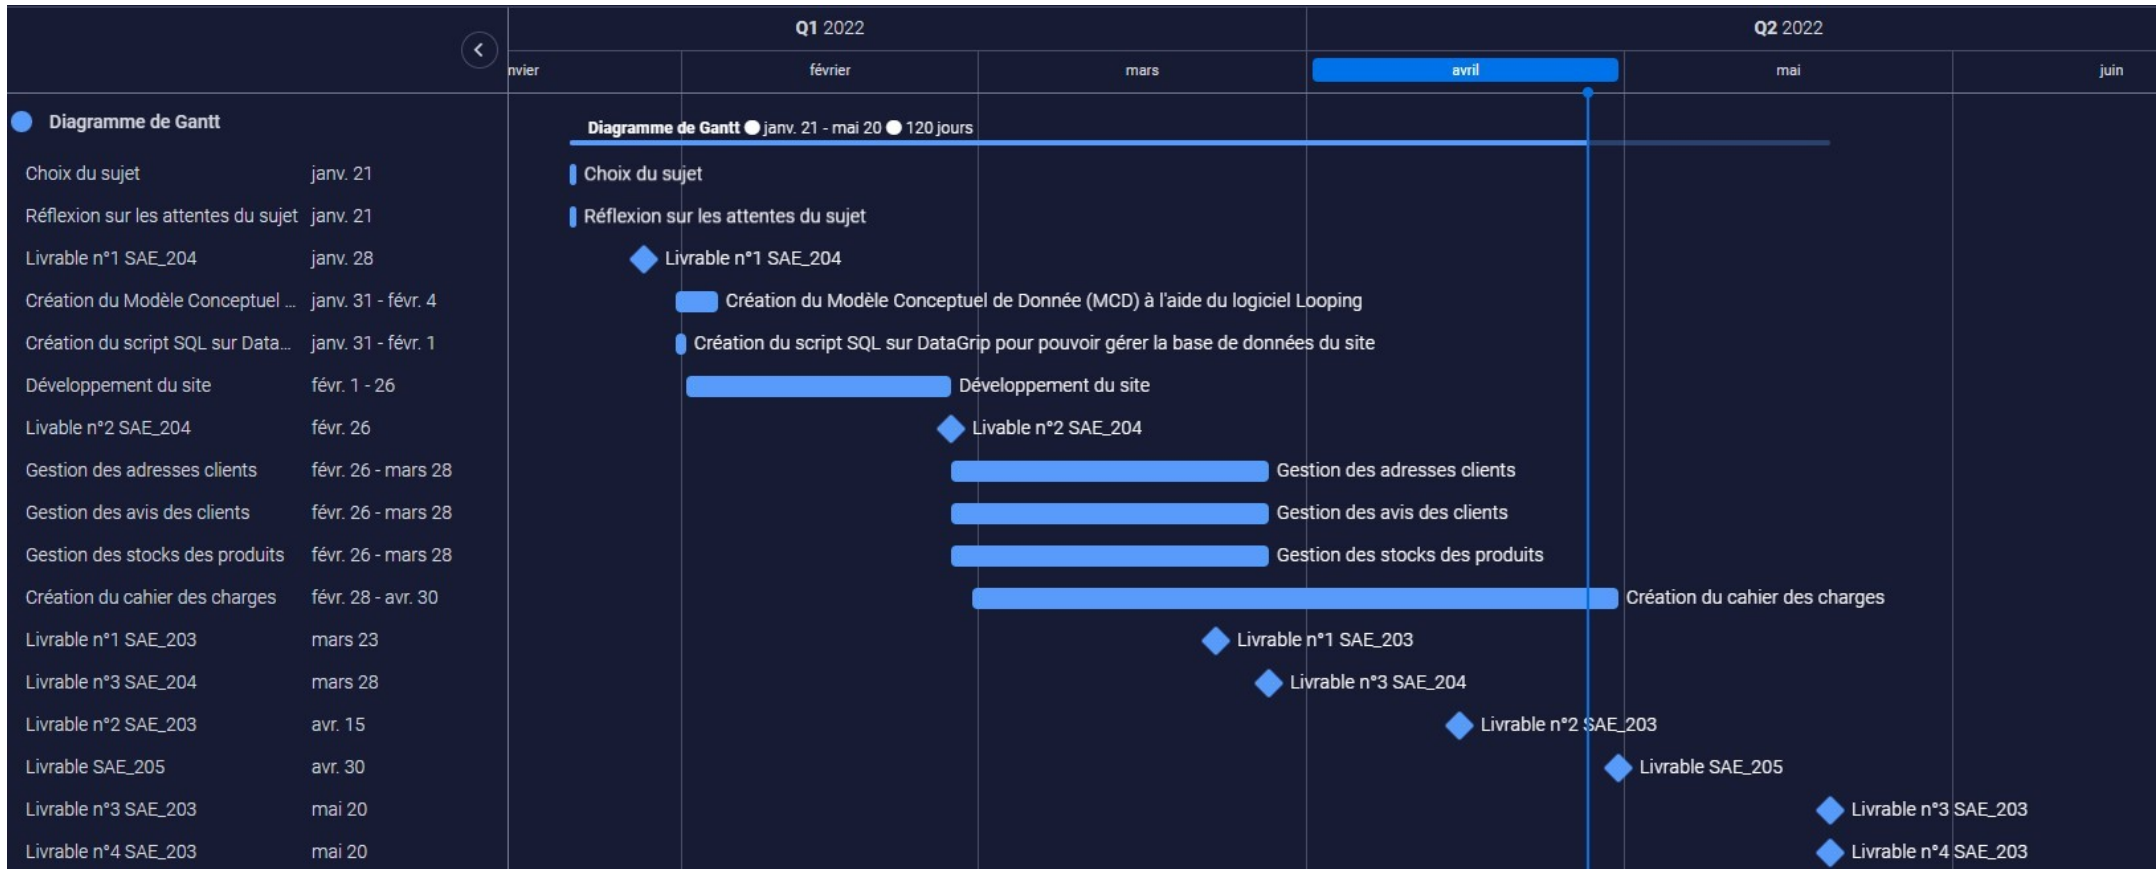 Q1 2022
Q2 2022
nvier
février
mars
avril
mai
juin
Diagramme de Gantt
Diagramme de Gantt janv. 21 - mai 20 120 jours
Choix du sujet janv. 21 Choix du sujet
Réflexion sur les attentes du sujet janv. 21 Réflexion sur les attentes du sujet
Livrable n°1 SAE_204 janv. 28 Livrable n°1 SAE_204
Création du Modèle Conceptuel ... janv. 31 - févr. 4 Création du Modèle Conceptuel de Donnée (MCD) à l'aide du logiciel Looping
Création du script SQL sur Data... janv. 31 - févr. 1 Création du script SQL sur DataGrip pour pouvoir gérer la base de données du site
Développement du site févr. 1 - 26 Développement du site
Livable n°2 SAE_204 févr. 26 Livable n°2 SAE_204
Gestion des adresses clients févr. 26 - mars 28 Gestion des adresses clients
Gestion des avis des clients févr. 26 - mars 28 Gestion des avis des clients
Gestion des stocks des produits févr. 26 - mars 28 Gestion des stocks des produits
Création du cahier des charges févr. 28 - avr. 30 Création du cahier des charges
Livrable n°1 SAE_203 mars 23 Livrable n°1 SAE_203
Livrable n°3 SAE_204 mars 28 Livrable n°3 SAE_204
Livrable n°2 SAE_203 avr. 15 Livrable n°2 SAE_203
Livrable SAE_205 avr. 30 Livrable SAE_205
Livrable n°3 SAE_203 mai 20 Livrable n°3 SAE_203
Livrable n°4 SAE_203 mai 20 Livrable n°4 SAE_203